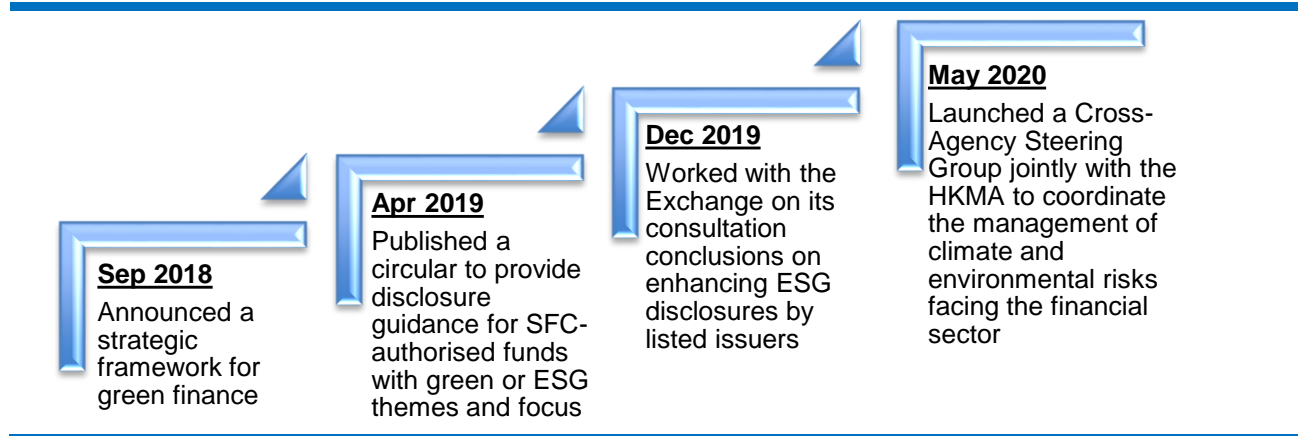 Sep 2018
Announced a
strategic
framework for
green finance
Apr 2019
Published a
circular to provide
disclosure
guidance for SFC-
authorised funds
with green or ESG
themes and focus
Dec 2019
Worked with the
Exchange on its
consultation
conclusions on
enhancing ESG
disclosures by
listed issuers
May 2020
Launched a Cross-
Agency Steering
Group jointly with the
HKMA to coordinate
the management of
climate and
environmental risks
facing the financial
sector